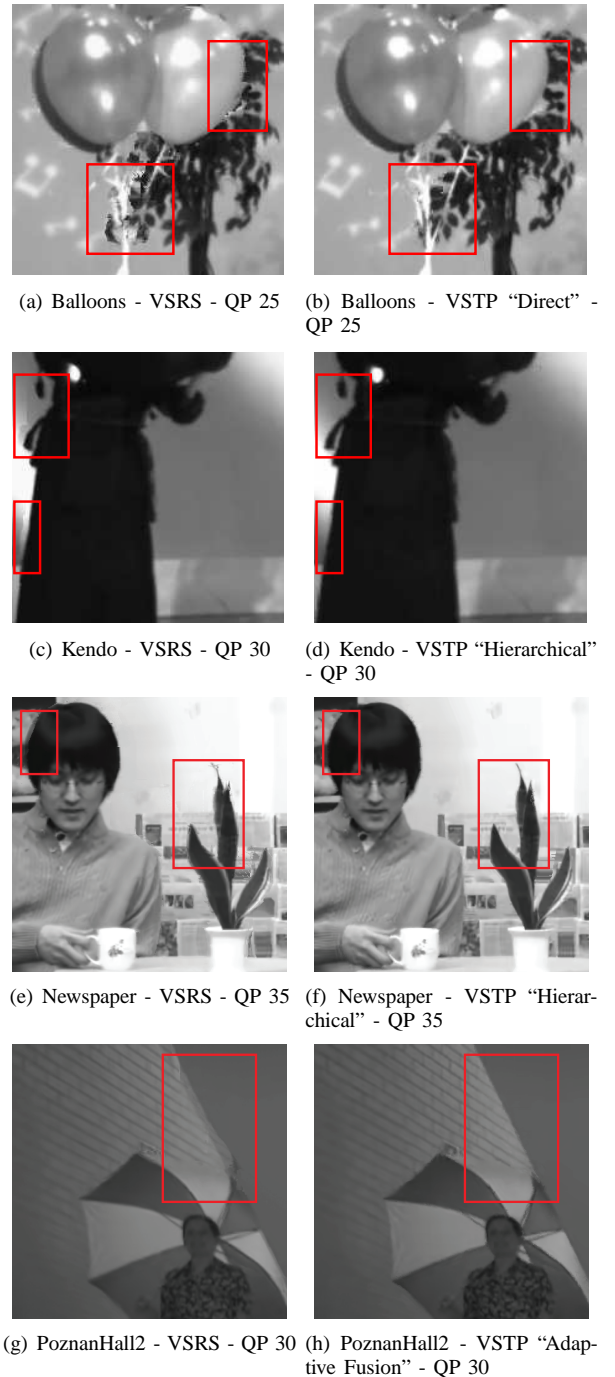 (a) Balloons - VSRS - QP 25
(b) Balloons - VSTP “Direct” -
QP 25
(c) Kendo - VSRS - QP 30
(d) Kendo - VSTP “Hierarchical”
- QP 30
(e) Newspaper - VSRS - QP 35
(f) Newspaper - VSTP “Hierar-
chical” - QP 35
(g) PoznanHall2 - VSRS - QP 30
(h) PoznanHall2 - VSTP “Adap-
tive Fusion” - QP 30